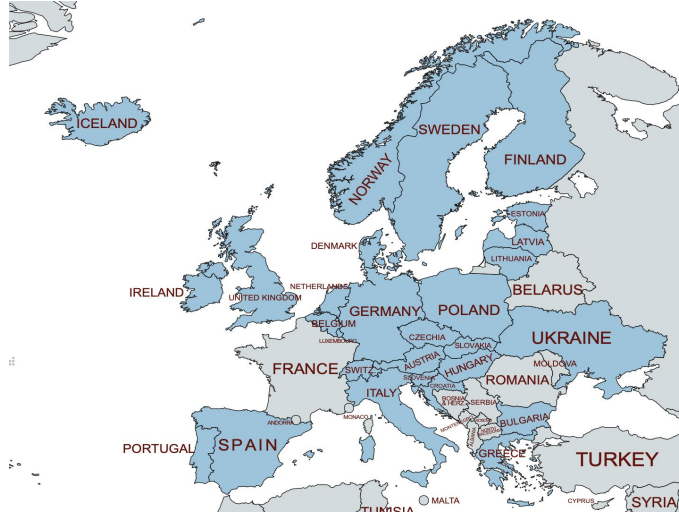 ICELAND
SWEDEN
NORWAY
FINLAND
ESTONIA
DENMARK
LATVIA
LITHUANIA
IRELAND
UNITED KINGDOM
NETHERLANDS
BELARUS
GERMANY
POLAND
BELGIUM
LUXEMBOURG
CZECHIA
UKRAINE
SLOVAKIA
FRANCE
SWITZ.
AUSTRIA
HUNGARY
MOLDOVA
SLOVENIA
ROMANIA
CROATIA
ITALY
BOSNIA
& HERZ.
SERBIA
MONACO
ANDORRA
BULGARIA
ALBANIA
PORTUGAL
SPAIN
GREECE
TURKEY
MALTA
CYPRUS
SYRIA
TUNISIA